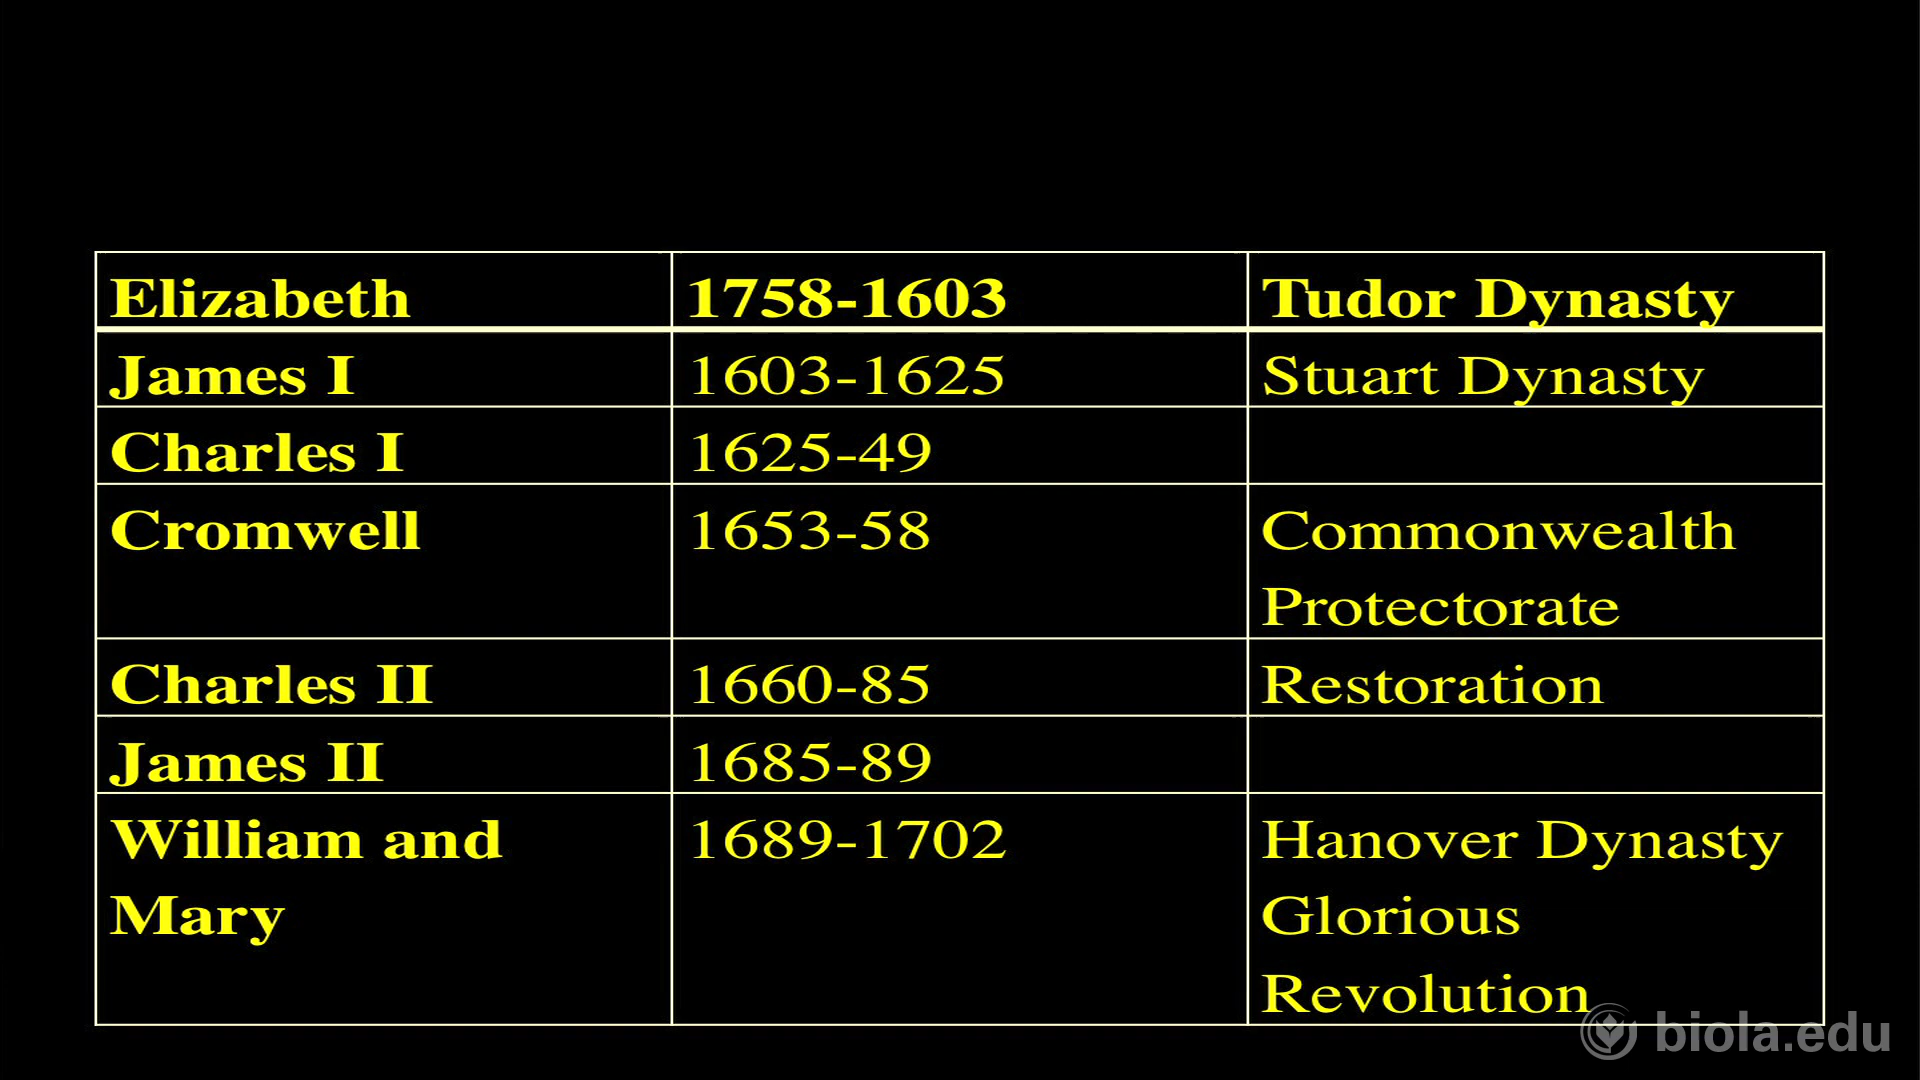 Elizabeth 1758-1603 Tudor Dynasty
James I 1603-1625 Stuart Dynasty
Charles I 1625-49
Cromwell 1653-58 Commonwealth
Protectorate
Charles II 1660-85 Restoration
James II 1685-89
William and 1689-1702 Hanover Dynasty
Mary Glorious
Revolution
biola.edu